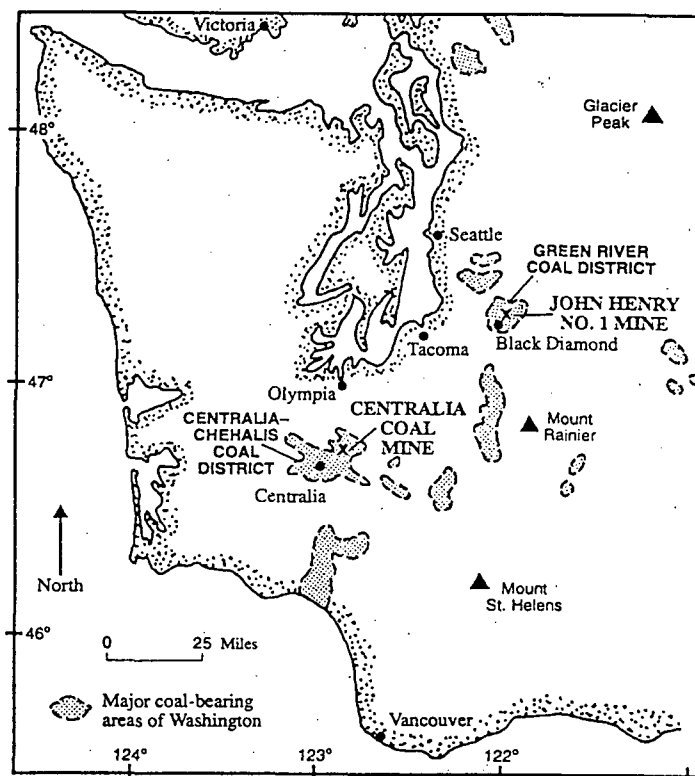 Victoria
Glacier
Peak
48°
Seattle
GREEN RIVER
COAL DISTRICT
JOHN HENRY
NO. 1 MINE
Black Diamond
Tacoma
47°
Olympia
CENTRALIA–
CHEHALIS
COAL
DISTRICT
CENTRALIA
COAL
MINE
Mount
Rainier
Centralia
North
Mount
St. Helens
46°
0 25 Miles
Major coal-bearing
areas of Washington
Vancouver
124° 123° 122°